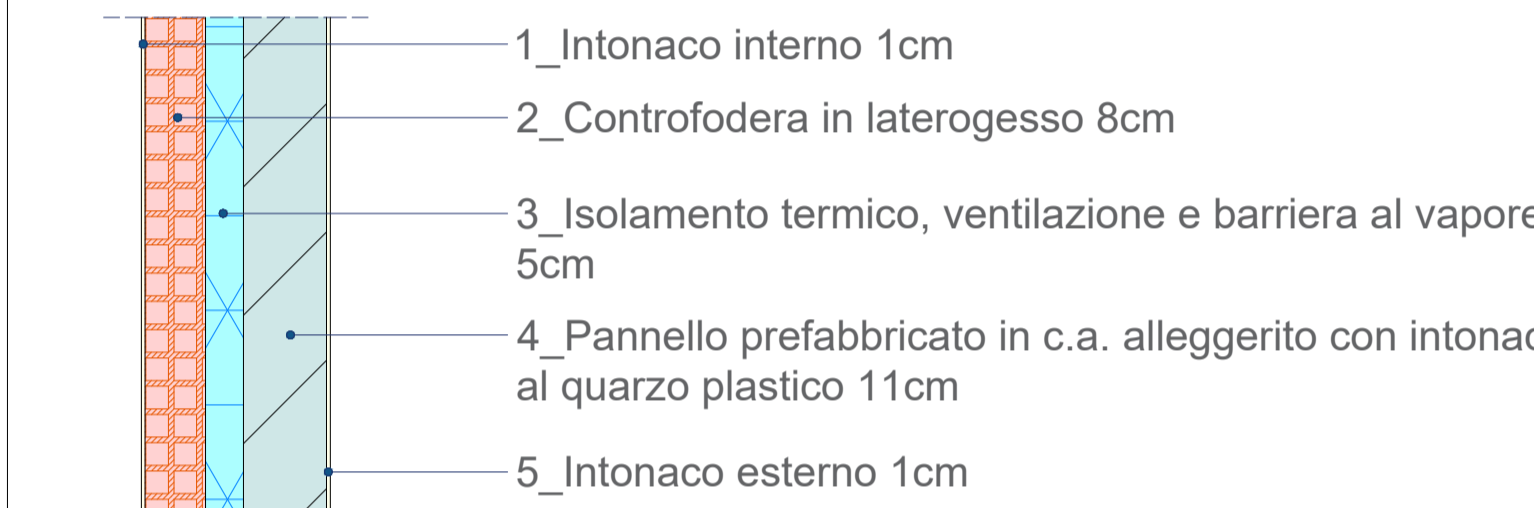 1_Intonaco interno 1cm
2_Controfodera in laterogesso 8cm
3_Isolamento termico, ventilazione e barriera al vapore
5cm
4_Pannello prefabbricato in c.a. alleggerito con
al quarzo plastico 11cm
5_Intonaco esterno 1cm